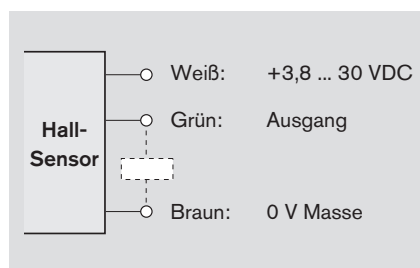 Weiß: +3,8 ... 30 VDC
Grün: Ausgang
Hall-
Sensor
Braun: 0 V Masse